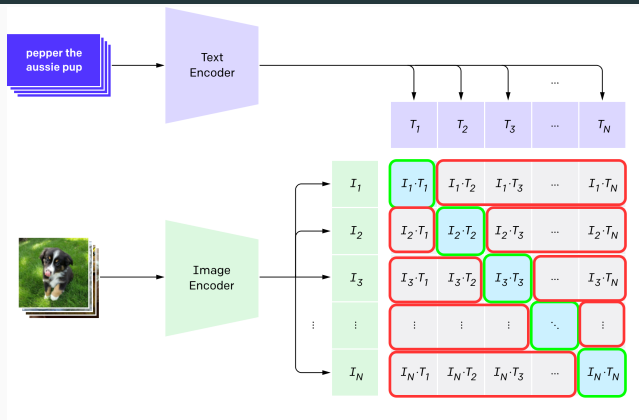 pepper the
aussie pup
Text
Encoder
...
T1 T2 T3 ... TN
I1 I1·T1 I1·T2 I1·T3 ... I1·TN
I2 I2·T1 I2·T2 I2·T3 ... I2·TN
I3 I3·T1 I3·T2 I3·T3 ... I3·TN
Image
Encoder
⋮ ⋮ ⋮ ⋮ ⋮ ⋱ ⋮
IN IN·T1 IN·T2 IN·T3 ... IN·TN